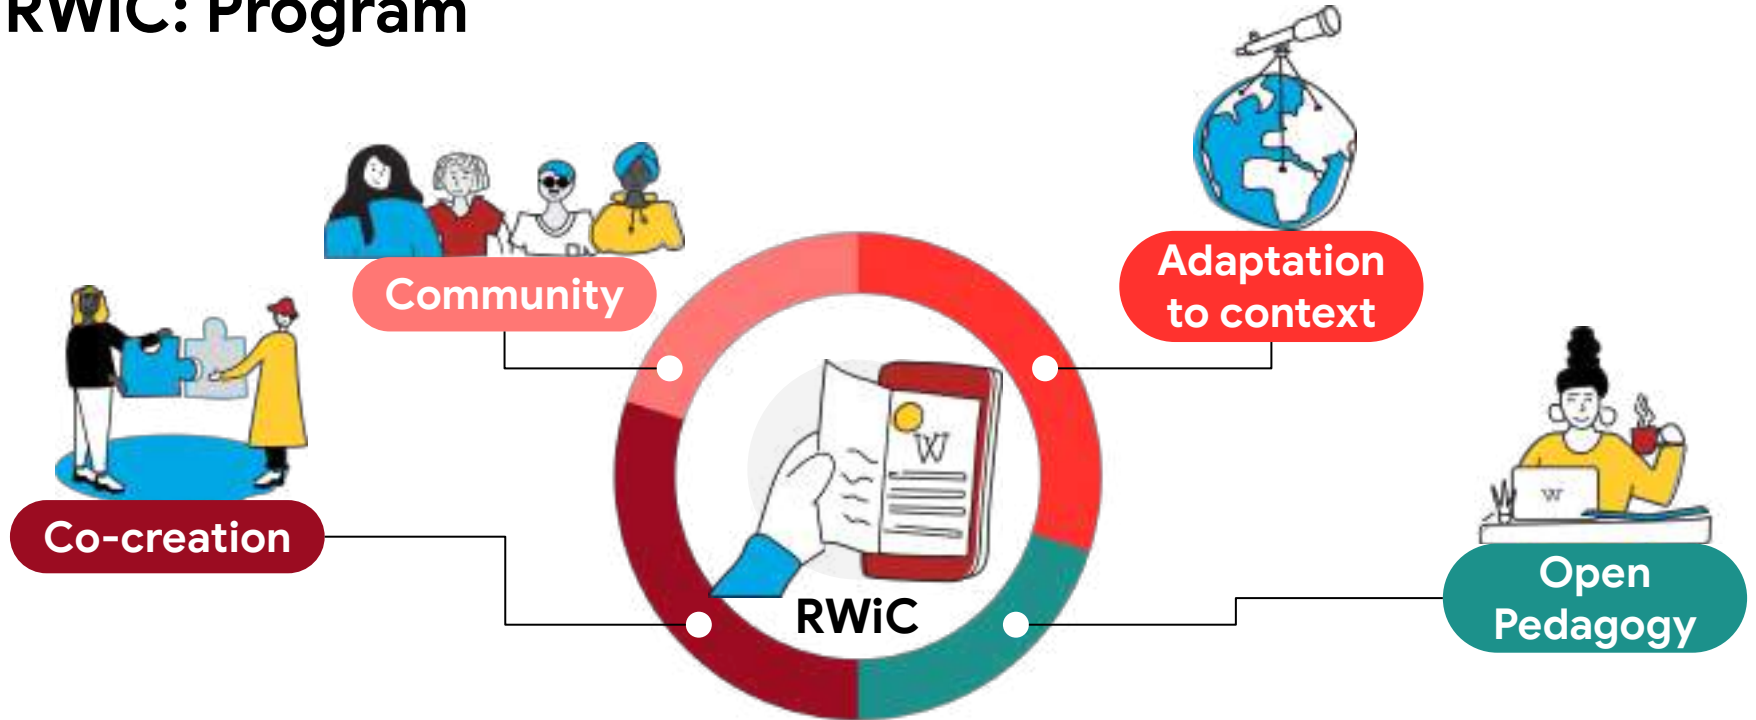 RWiC: Program
Community
Adaptation
to context
Co-creation
W
RWiC
W
Open
Pedagogy